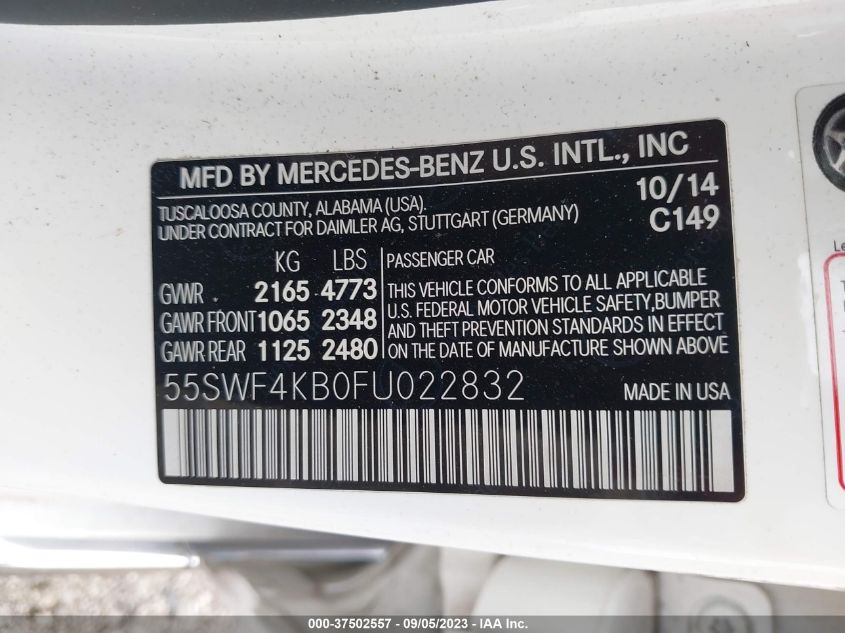 MFD BY MERCEDES-BENZ U.S. INTL., INC
TUSCALOOSA COUNTY, ALABAMA (USA).
UNDER CONTRACT FOR DAIMLER AG, STUTTGART (GERMANY)
10/14
C149
KG LBS
GVWR 2165 4773
GAWR FRONT 1065 2348
GAWR REAR 1125 2480
PASSENGER CAR
THIS VEHICLE CONFORMS TO ALL APPLICABLE
U.S. FEDERAL MOTOR VEHICLE SAFETY,BUMPER
AND THEFT PREVENTION STANDARDS IN EFFECT
ON THE DATE OF MANUFACTURE SHOWN ABOVE
55SWF4KB0FU022832
MADE IN USA
000-37502557 - 09/05/2023 - IAA Inc.